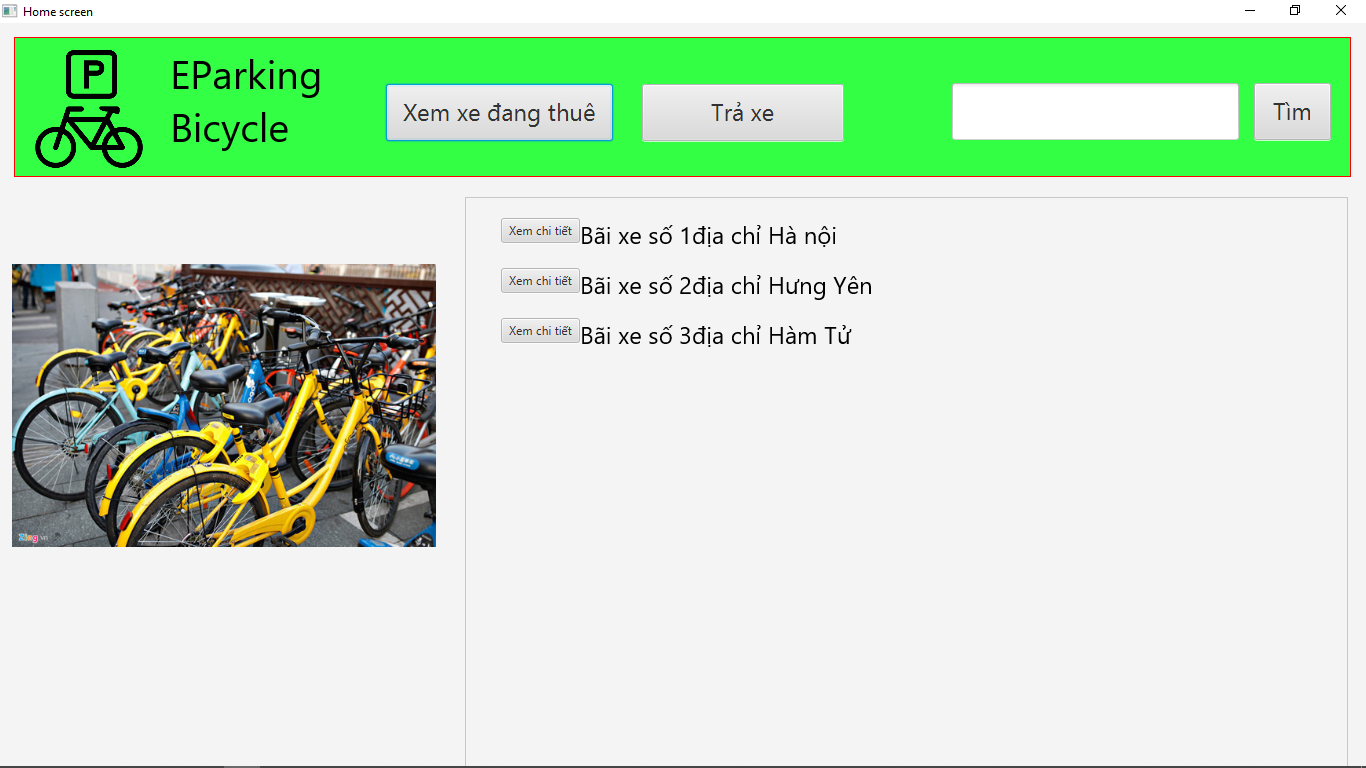 Home screen
P
EParking
Bicycle
Xem xe đang thuê
Trả xe
Tìm
Xem chi tiết Bãi xe số 1địa chỉ Hà nội
Xem chi tiết Bãi xe số 2địa chỉ Hưng Yên
Xem chi tiết Bãi xe số 3địa chỉ Hàm Tử
Zing.vn